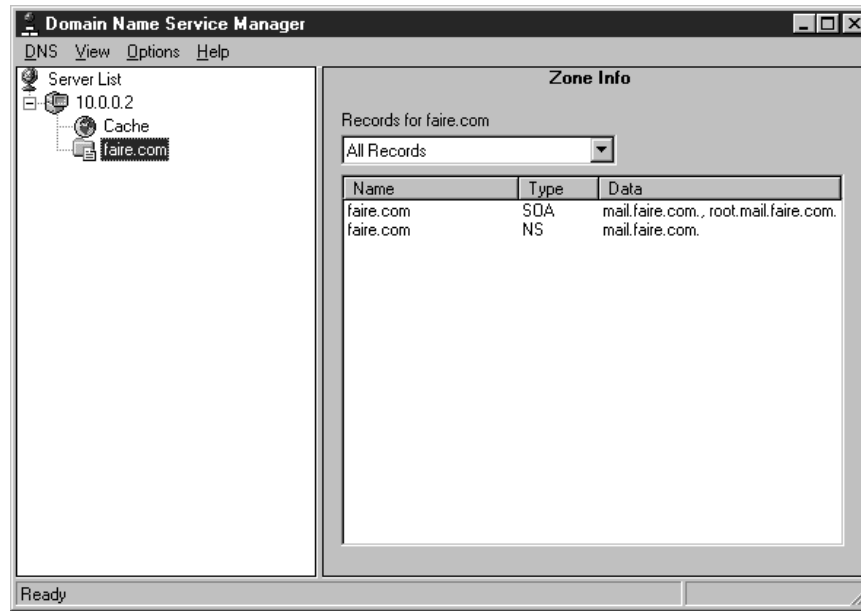 Domain Name Service Manager
DNS View Options Help
Server List
10.0.0.2
Cache
faire.com
Zone Info
Records for faire.com
All Records
Name Type Data
faire.com SOA mail.faire.com., root.mail.faire.com.
faire.com NS mail.faire.com.
Ready